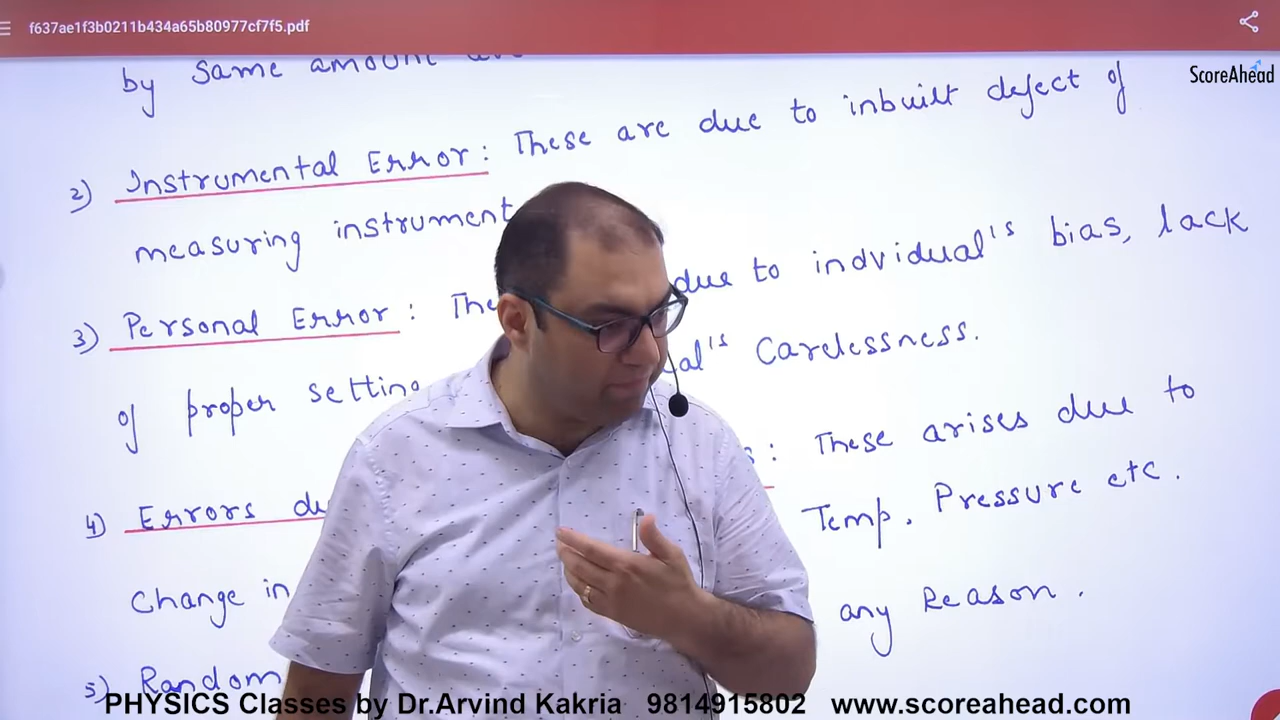 f637ae1f3b0211b434a65b80977cf7f5.pdf
ScoreAhead
by same amount
2) Instrumental Error: These are due to inbuilt defect of
measuring instrument
3) Personal Error: The due to indvidual's bias, lack
of proper setting al's Carelessness.
4) Errors du s: These arises due to
Change in Temp, Pressure etc.
5) Random any Reason.
PHYSICS Classes by Dr.Arvind Kakria 9814915802 www.scoreahead.com